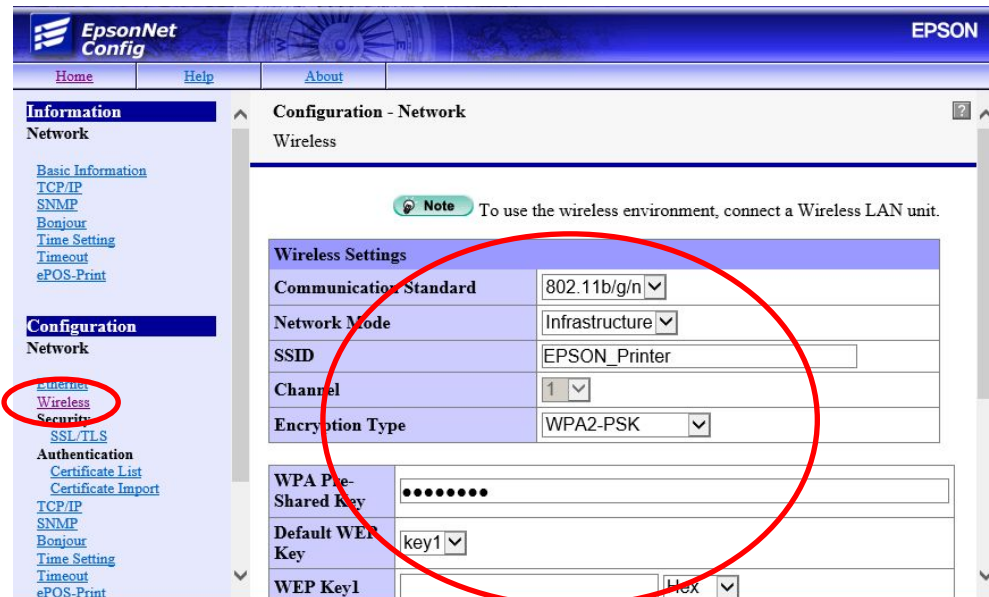 EpsonNet
Config
EPSON
Home Help About
Information
Network
Basic Information
TCP/IP
SNMP
Bonjour
Time Setting
Timeout
ePOS-Print
Configuration
Network
Ethernet
Wireless
Security
SSL/TLS
Authentication
Certificate List
Certificate Import
TCP/IP
SNMP
Bonjour
Time Setting
Timeout
ePOS-Print
Configuration - Network
?
Wireless
Note To use the wireless environment, connect a Wireless LAN unit.
Wireless Settings
Communication Standard 802.11b/g/n
Network Mode Infrastructure
SSID EPSON_Printer
Channel 1
Encryption Type WPA2-PSK
WPA Pre-
Shared Key ••••••••
Default WEP
Key key1
WEP Key1 Hex